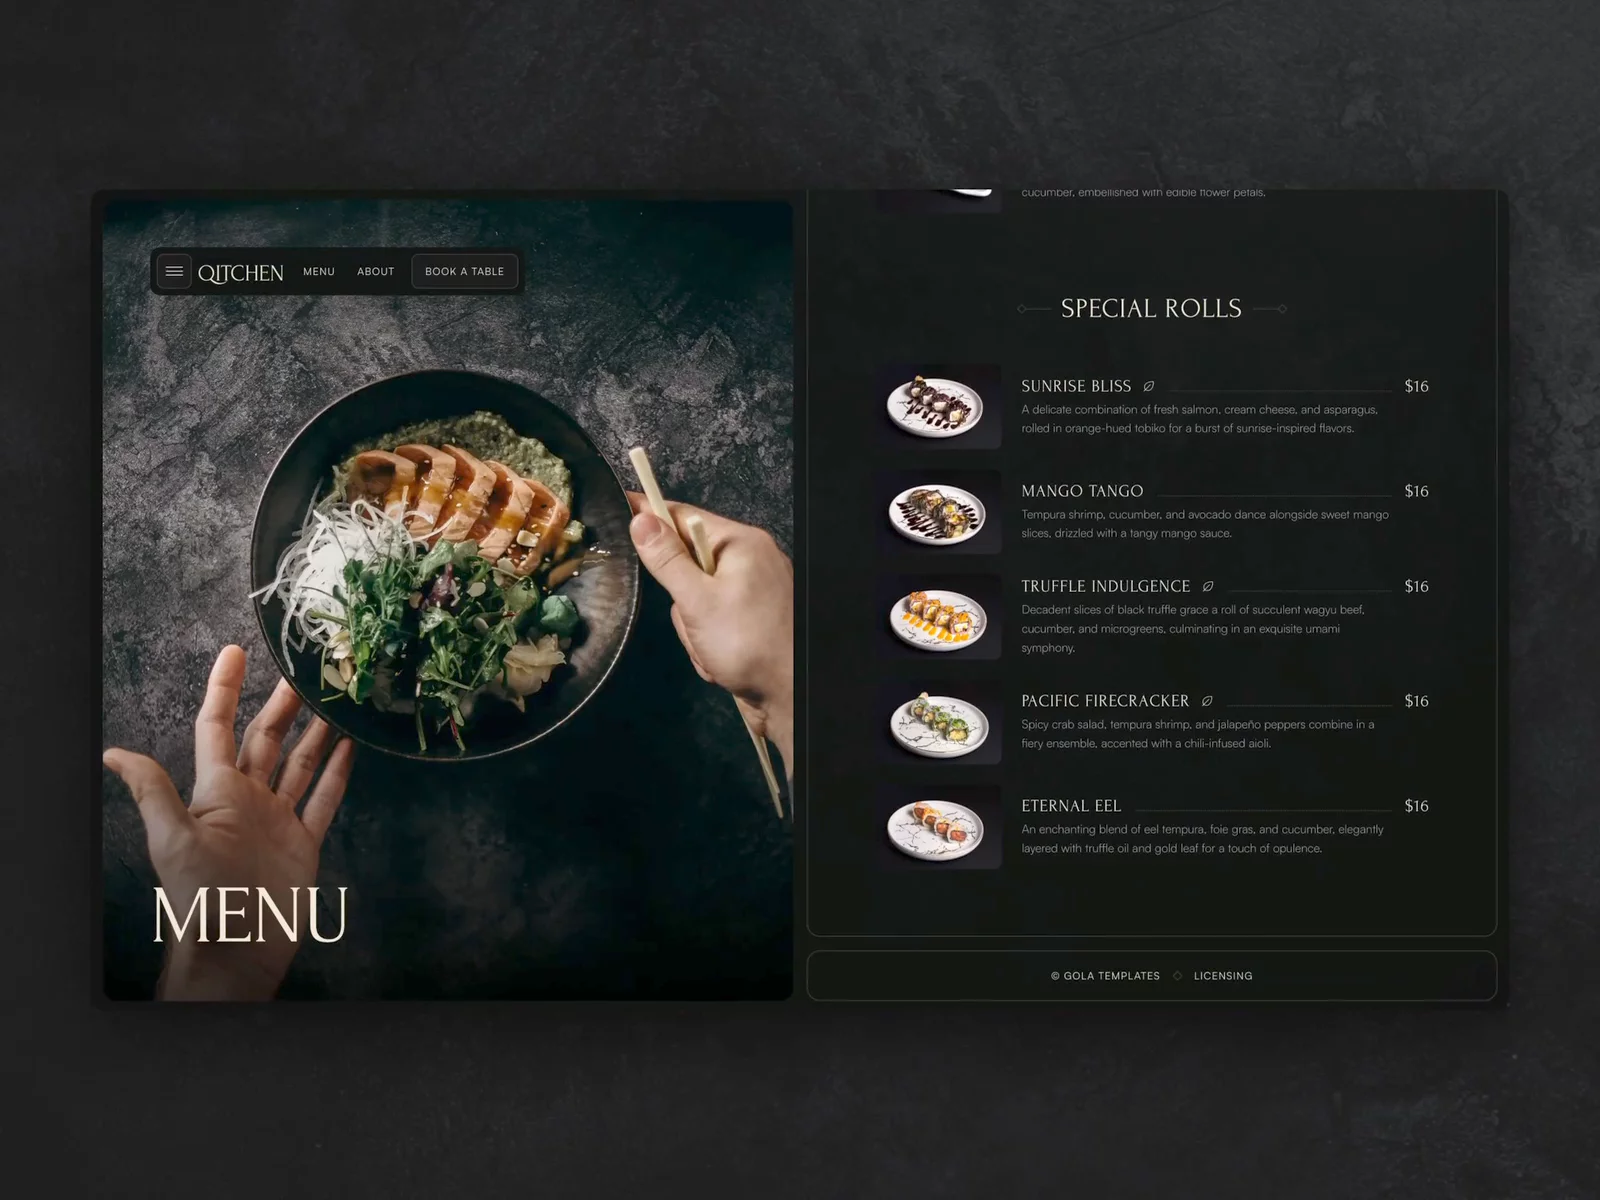 QITCHEN
MENU
ABOUT
BOOK A TABLE
MENU
cucumber, embellished with edible flower petals.
SPECIAL ROLLS
SUNRISE BLISS $16
A delicate combination of fresh salmon, cream cheese, and asparagus,
rolled in orange-hued tobiko for a burst of sunrise-inspired flavors.
MANGO TANGO $16
Tempura shrimp, cucumber, and avocado dance alongside sweet mango
slices, drizzled with a tangy mango sauce.
TRUFFLE INDULGENCE $16
Decadent slices of black truffle grace a roll of succulent wagyu beef,
cucumber, and microgreens, culminating in an exquisite umami
symphony.
PACIFIC FIRECRACKER $16
Spicy crab salad, tempura shrimp, and jalapeño peppers combine in a
fiery ensemble, accented with a chili-infused aioli.
ETERNAL EEL $16
An enchanting blend of eel tempura, foie gras, and cucumber, elegantly
layered with truffle oil and gold leaf for a touch of opulence.
© GOLA TEMPLATES
LICENSING